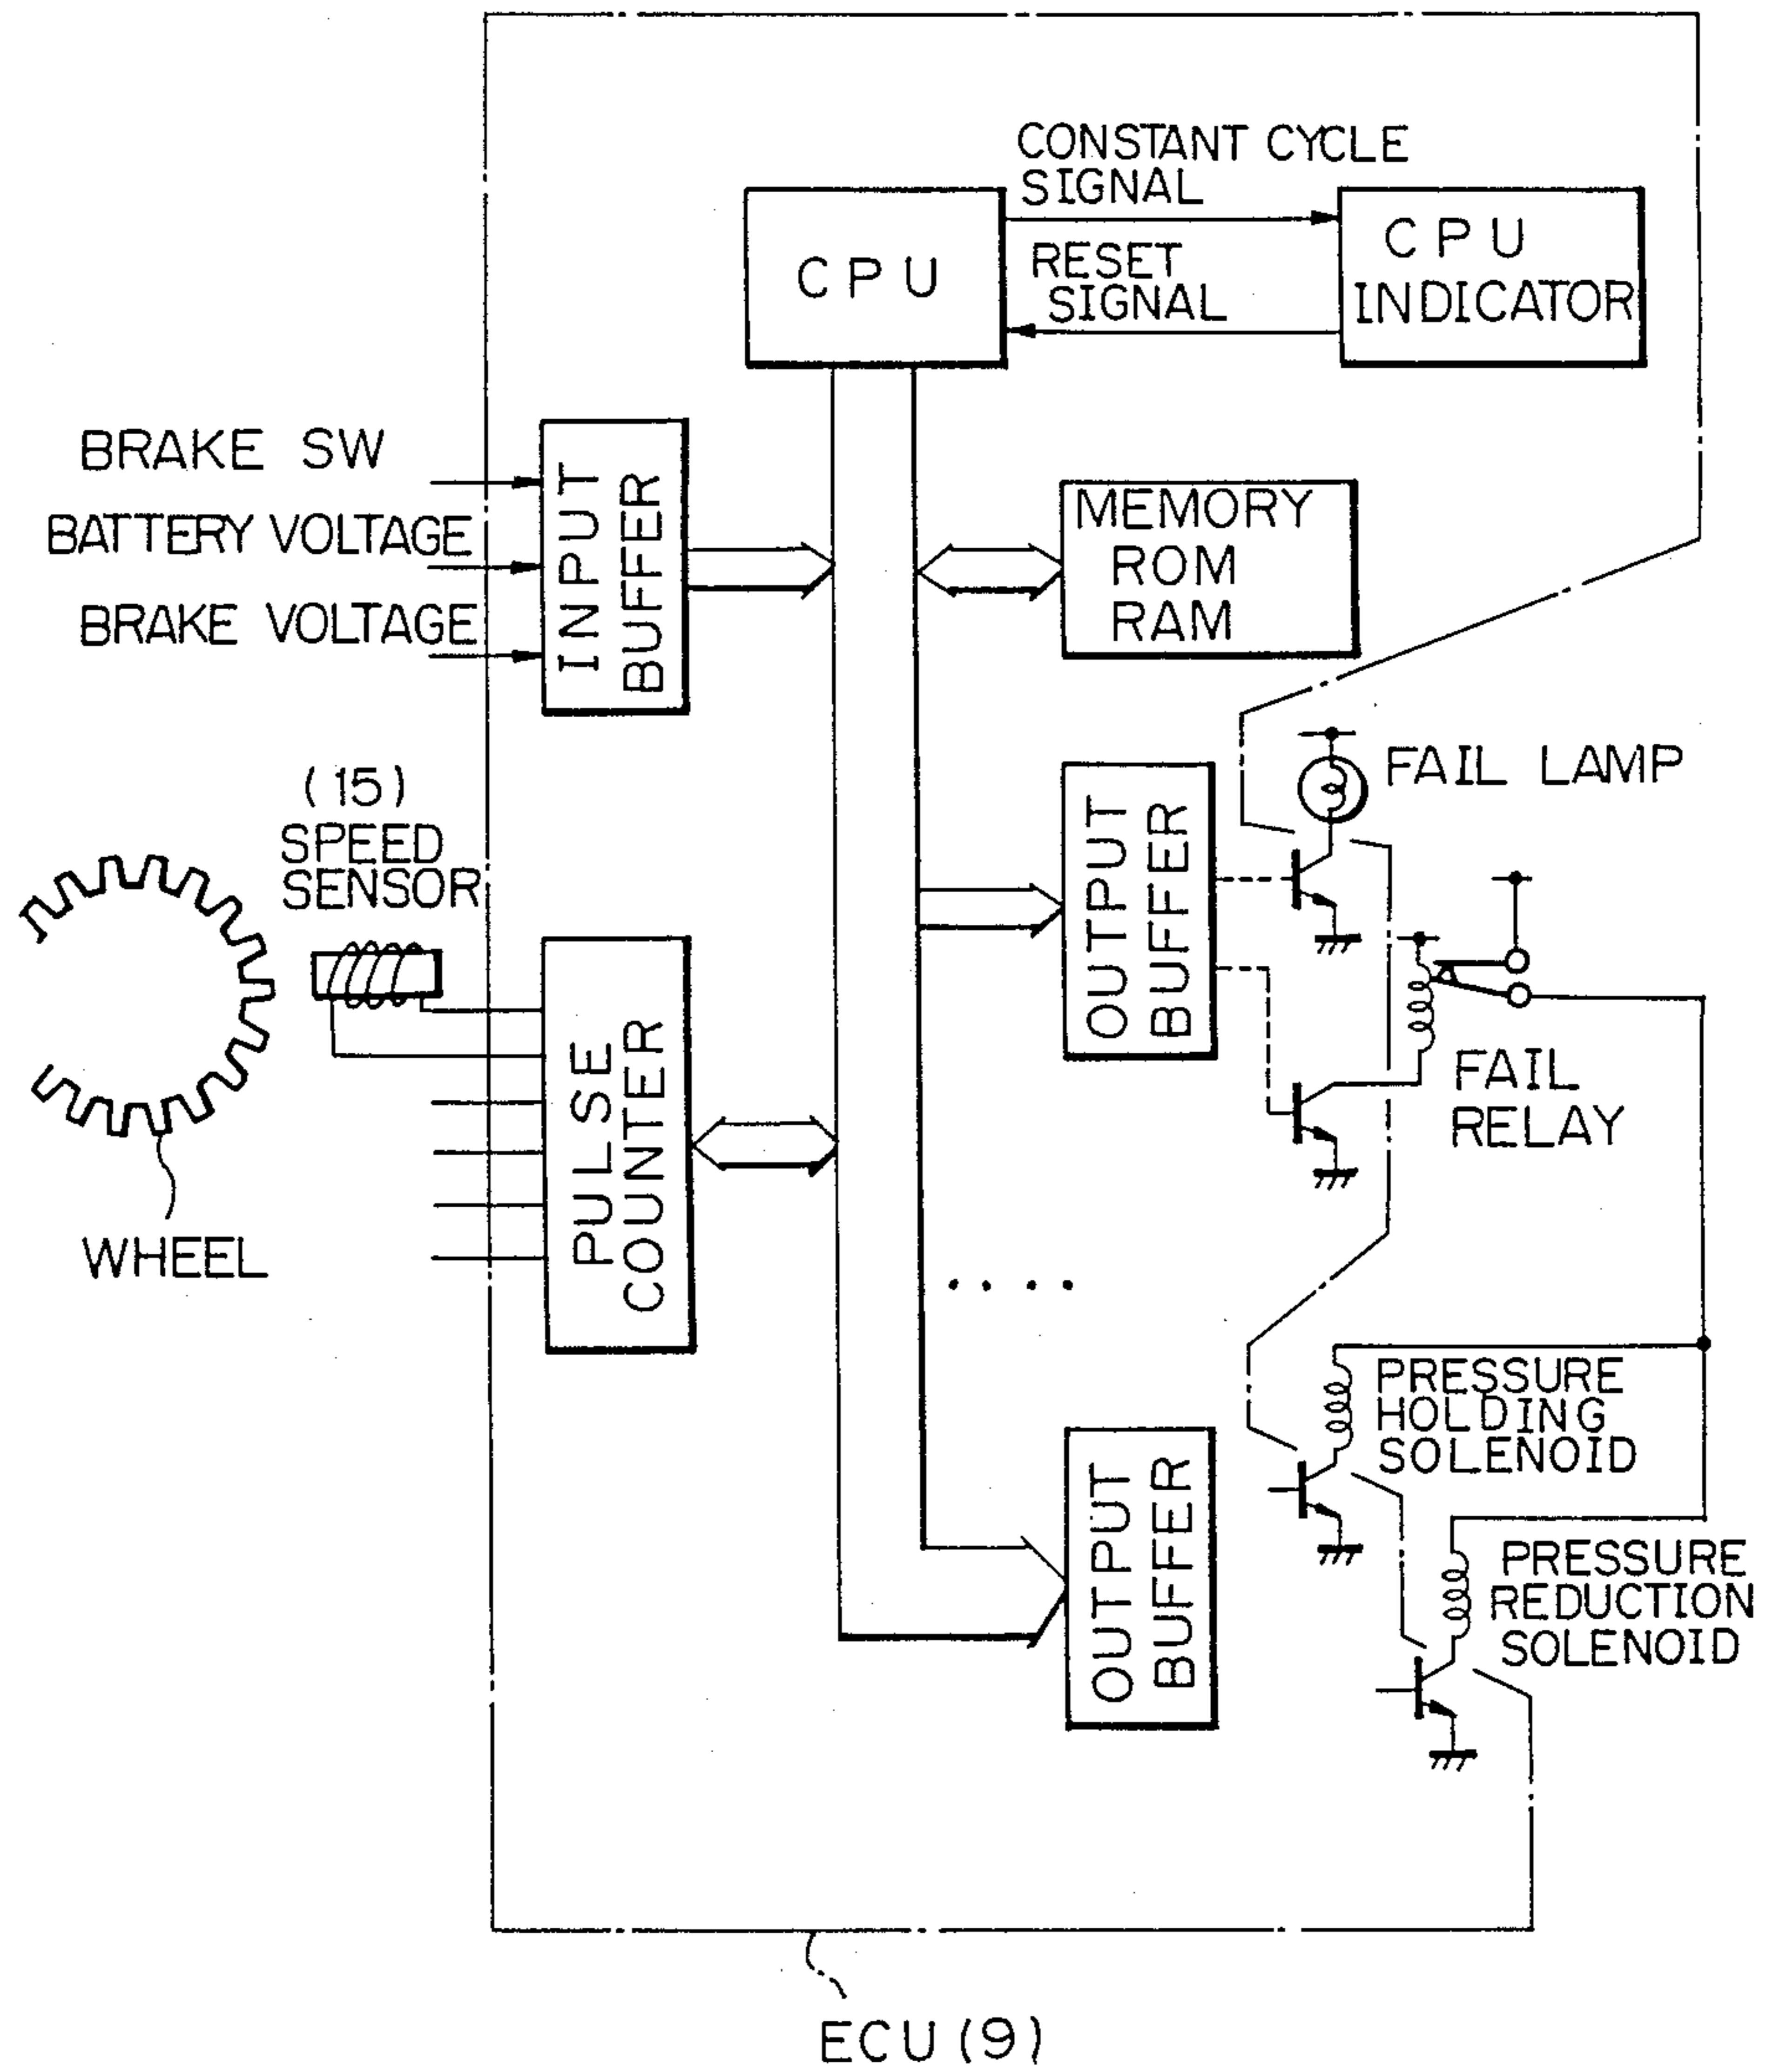 CONSTANT CYCLE
SIGNAL
CPU
RESET
SIGNAL
CPU
INDICATOR
BRAKE SW
BATTERY VOLTAGE
BRAKE VOLTAGE
INPUT
BUFFER
MEMORY
ROM
RAM
(15)
SPEED
SENSOR
WHEEL
PULSE
COUNTER
OUTPUT
BUFFER
FAIL LAMP
FAIL
RELAY
PRESSURE
HOLDING
SOLENOID
OUTPUT
BUFFER
PRESSURE
REDUCTION
SOLENOID
ECU (9)